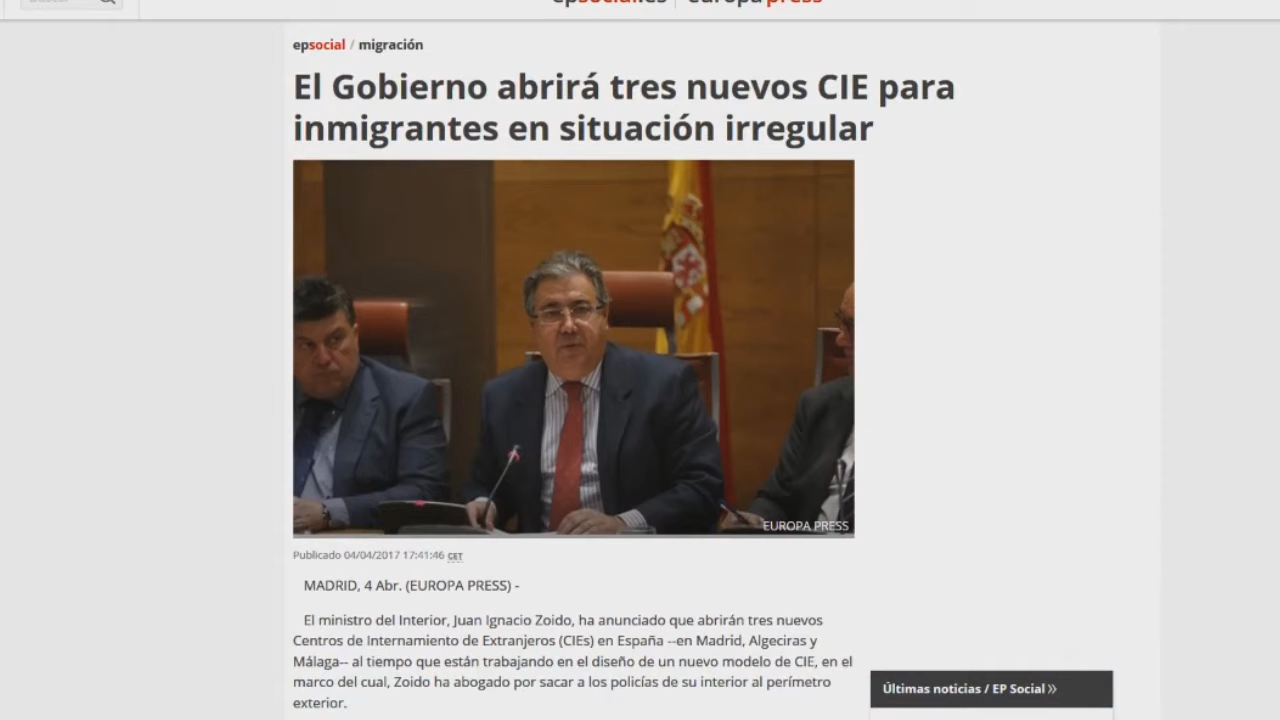 epsocial.es | europa press
epsocial / migración
El Gobierno abrirá tres nuevos CIE para
inmigrantes en situación irregular
EUROPA PRESS
Publicado 04/04/2017 17:41:46 CET
MADRID, 4 Abr. (EUROPA PRESS) -
El ministro del Interior, Juan Ignacio Zoido, ha anunciado que abrirán tres nuevos
Centros de Internamiento de Extranjeros (CIEs) en España --en Madrid, Algeciras y
Málaga-- al tiempo que están trabajando en el diseño de un nuevo modelo de CIE, en el
marco del cual, Zoido ha abogado por sacar a los policías de su interior al perímetro
exterior.
Últimas noticias / EP Social »